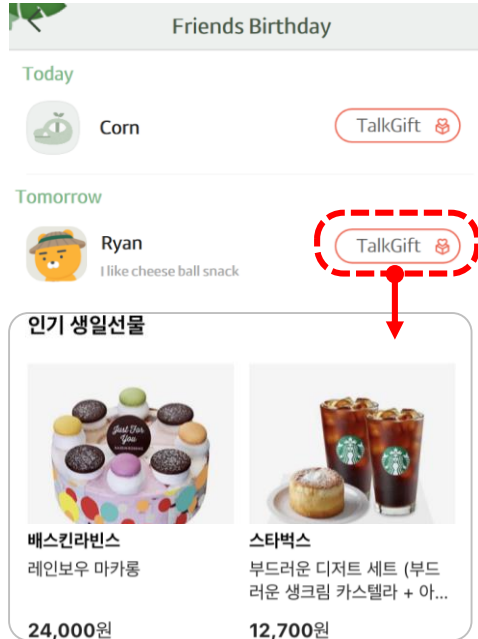 Friends Birthday
Today
Corn
TalkGift
Tomorrow
Ryan
TalkGift
I like cheese ball snack
인기 생일선물
Just For
You
배스킨라빈스
레인보우 마카롱
24,000원
스타벅스
부드러운 디저트 세트 (부드
러운 생크림 카스텔라 + 아...
12,700원